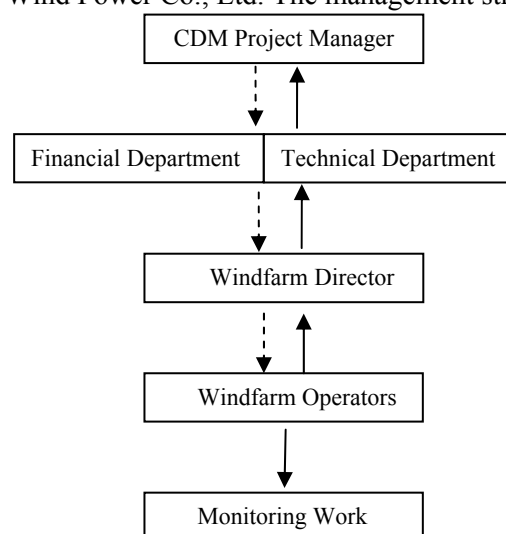 Wind Power Co., Ltd. The management
CDM Project Manager
Financial Department Technical Department
Windfarm Director
Windfarm Operators
Monitoring Work